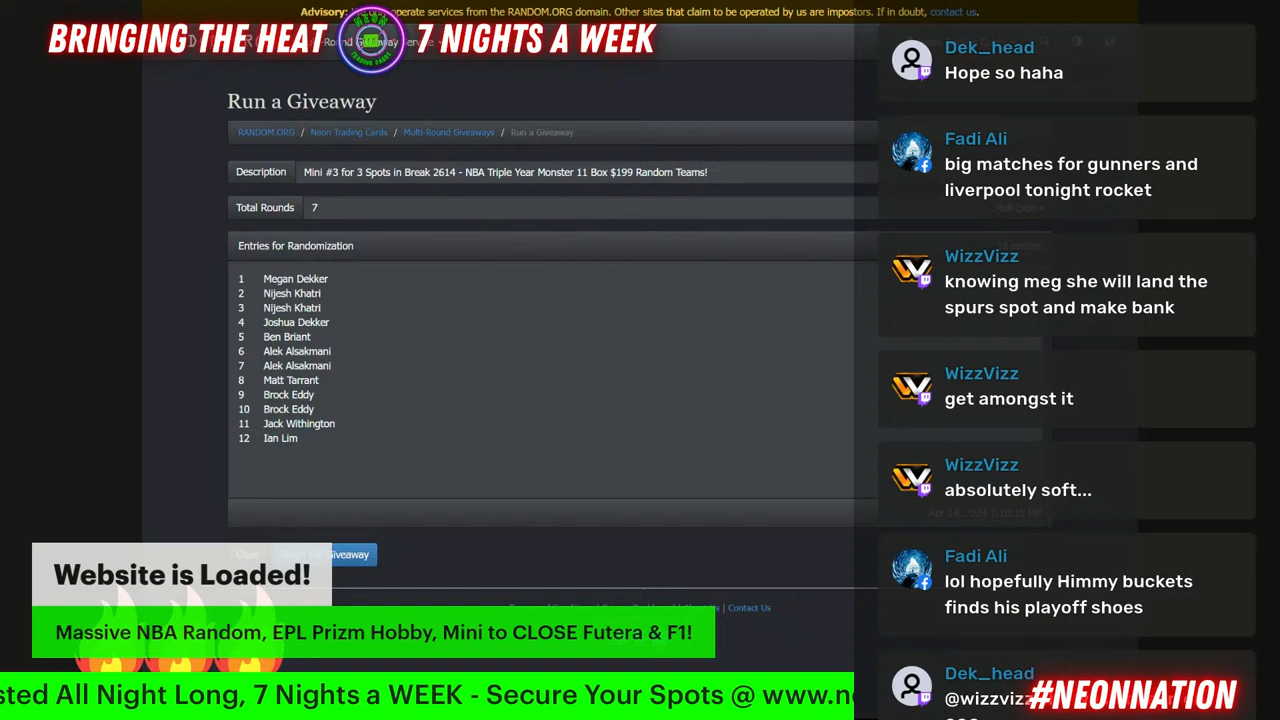 Advisory: operate services from the RANDOM.ORG domain. Other sites that claim to be operated by us are impostors. If in doubt, contact us.
BRINGING THE HEAT
NEON
TRADING CARDS
7 NIGHTS A WEEK
Run a Giveaway
RANDOM.ORG / Neon Trading Cards / Multi-Round Giveaways / Run a Giveaway
Description Mini #3 for 3 Spots in Break 2614 - NBA Triple Year Monster 11 Box $199 Random Teams!
Total Rounds 7
Entries for Randomization
1 Megan Dekker
2 Nijesh Khatri
3 Nijesh Khatri
4 Joshua Dekker
5 Ben Briant
6 Alek Alsakmani
7 Alek Alsakmani
8 Matt Tarrant
9 Brock Eddy
10 Brock Eddy
11 Jack Withington
12 Ian Lim
Giveaway
Contact Us
Website is Loaded!
Massive NBA Random, EPL Prizm Hobby, Mini to CLOSE Futera & F1!
sted All Night Long, 7 Nights a WEEK - Secure Your Spots @ www.n
Dek_head
Hope so haha
Fadi Ali
big matches for gunners and
liverpool tonight rocket
WizzVizz
knowing meg she will land the
spurs spot and make bank
WizzVizz
get amongst it
WizzVizz
absolutely soft...
Fadi Ali
lol hopefully Himmy buckets
finds his playoff shoes
Dek_head
@wizzviz
#NEONNATION